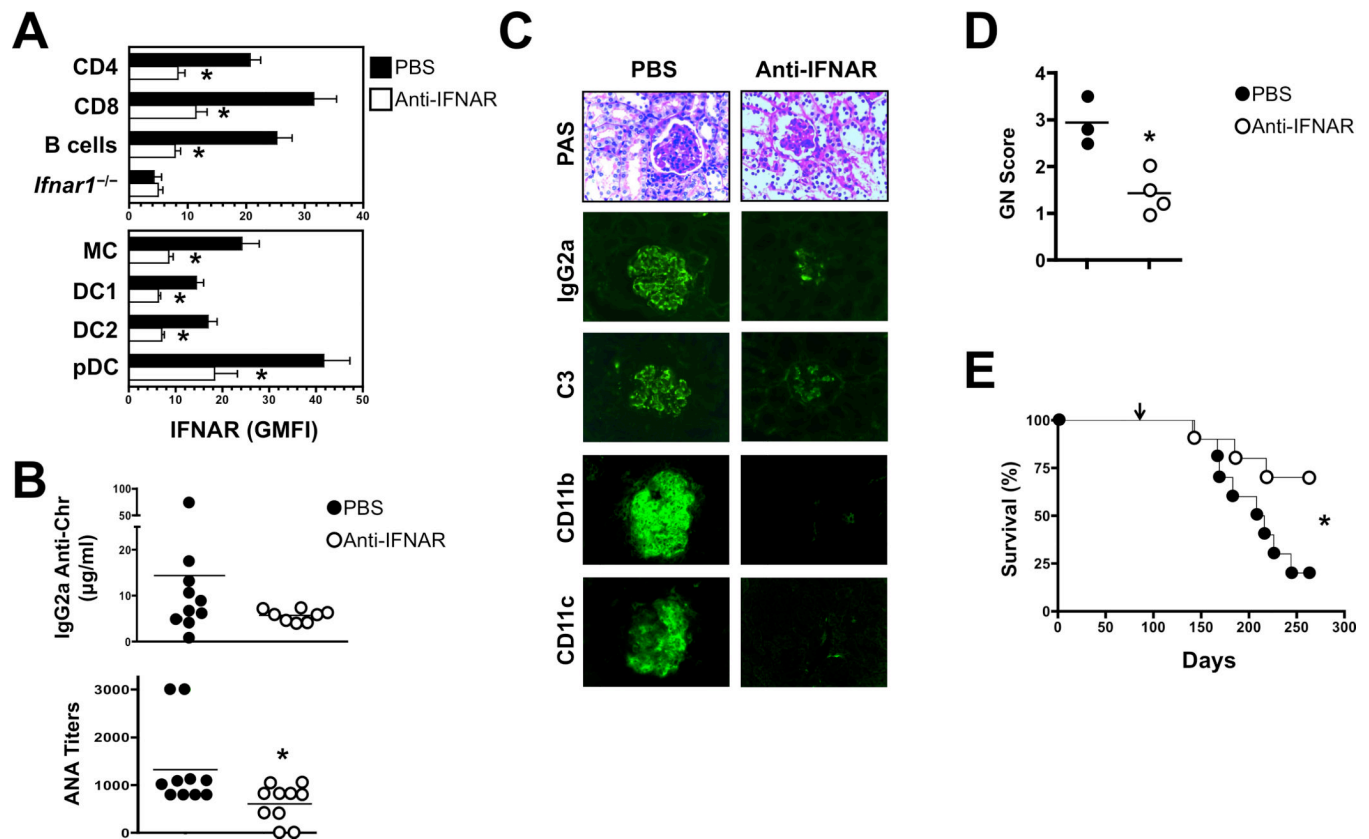 A
CD4
CD8
B cells
Ifnar1–/–
0 10 20 30 40
PBS
Anti-IFNAR
*
*
*
MC
DC1
DC2
pDC
0 10 20 30 40 50
IFNAR (GMFI)
*
*
*
*
B
IgG2a Anti-Chr
(µg/ml)
100
50
20
10
0
PBS
Anti-IFNAR
ANA Titers
3000
2000
1000
0
*
C
PBS Anti-IFNAR
PAS
IgG2a
C3
CD11b
CD11c
D
GN Score
4
3
2
1
0
*
PBS
Anti-IFNAR
E
Survival (%)
100
75
50
25
0
0 50 100 150 200 250 300
Days
*